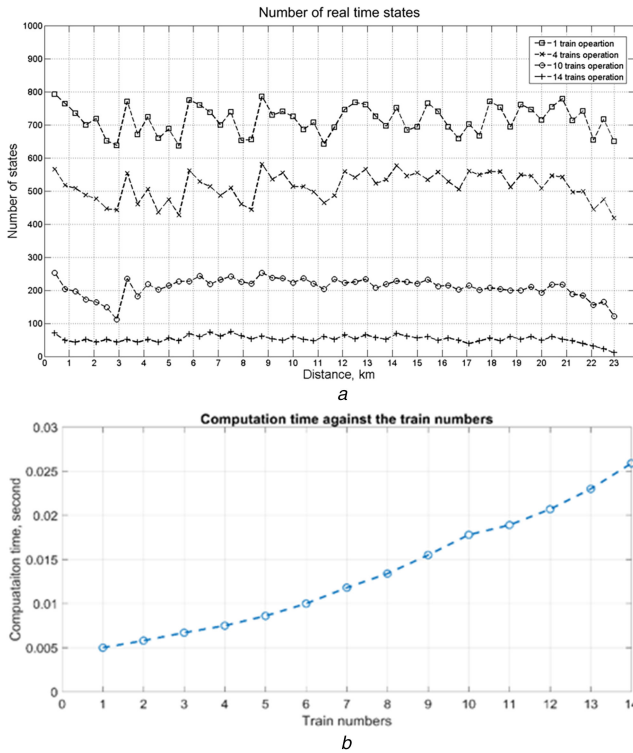 Number of real time states
1000
900
800
700
600
500
400
300
200
100
0
Number of states
1 train opeartion
4 trains operation
10 trains operation
14 trains operation
0 1 2 3 4 5 6 7 8 9 10 11 12 13 14 15 16 17 18 19 20 21 22 23
Distance, km
a
Computation time against the train numbers
0.03
0.025
0.02
0.015
0.01
0.005
0
Compuataiton time, second
0 1 2 3 4 5 6 7 8 9 10 11 12 13 14
Train numbers
b